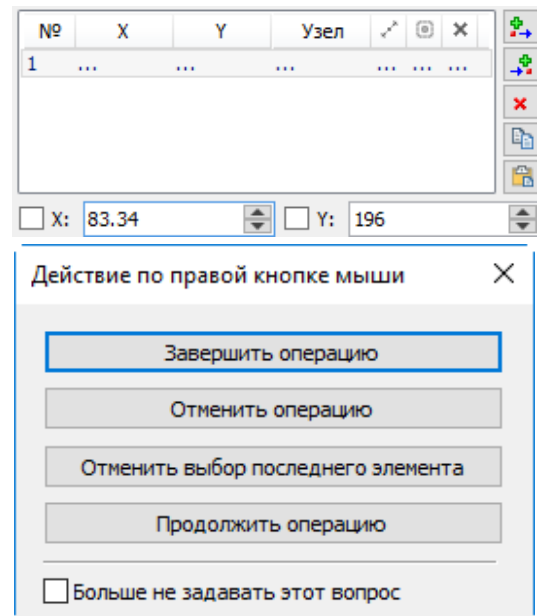 № X Y Узел
1 ... ... ... ... ... ...
X: 83.34 Y: 196
Действие по правой кнопке мыши
Завершить операцию
Отменить операцию
Отменить выбор последнего элемента
Продолжить операцию
Больше не задавать этот вопрос